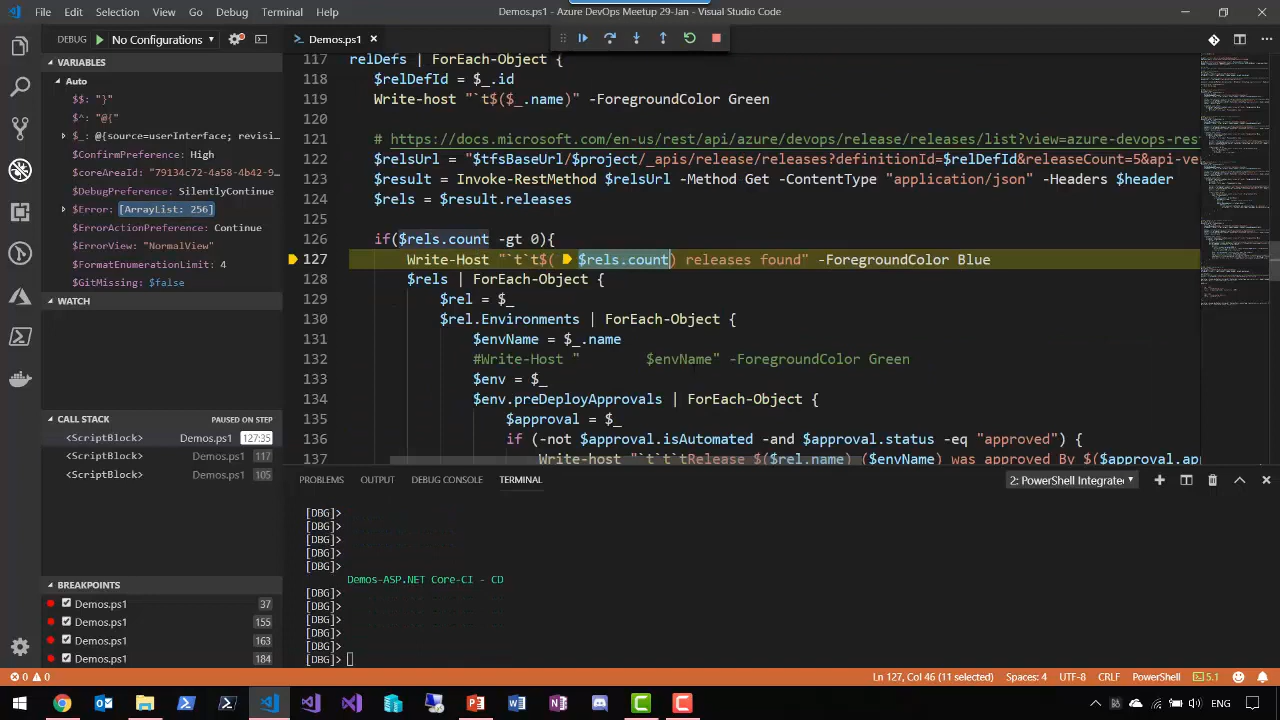 File Edit Selection View Go Debug Terminal Help
Demos.ps1 - Azure DevOps Meetup 29-Jan - Visual Studio Code
DEBUG No Configurations
Demos.ps1
VARIABLES
Auto
$$: "}"
$^: "@{"
$_: @{source=userInterface; revisi…
$ConfirmPreference: High
$coreAreaId: "79134c72-4a58-4b42-9…
$DebugPreference: SilentlyContinue
$Error: [ArrayList: 256]
$ErrorActionPreference: Continue
$ErrorView: "NormalView"
$FormatEnumerationLimit: 4
$GitMissing: $false
WATCH
CALL STACK PAUSED ON STEP
<ScriptBlock> Demos.ps1 127:35
<ScriptBlock> Demos.ps1 117
<ScriptBlock> Demos.ps1 105
BREAKPOINTS
Demos.ps1 37
Demos.ps1 155
Demos.ps1 163
Demos.ps1 184
117 relDefs | ForEach-Object {
118 $relDefId = $_.id
119 Write-host "`t$($_.name)" -ForegroundColor Green
120
121 # https://docs.microsoft.com/en-us/rest/api/azure/devops/release/releases/list?view=azure-devops-res
122 $relsUrl = "$tfsBaseUrl/$project/_apis/release/releases?definitionId=$relDefId&releaseCount=5&api-ve
123 $result = Invoke-RestMethod $relsUrl -Method Get -ContentType "application/json" -Headers $header
124 $rels = $result.releases
125
126 if($rels.count -gt 0){
127 Write-Host "`t`t$( $rels.count) releases found" -ForegroundColor Blue
128 $rels | ForEach-Object {
129 $rel = $_
130 $rel.Environments | ForEach-Object {
131 $envName = $_.name
132 #Write-Host " $envName" -ForegroundColor Green
133 $env = $_
134 $env.preDeployApprovals | ForEach-Object {
135 $approval = $_
136 if (-not $approval.isAutomated -and $approval.status -eq "approved") {
137 Write-host "`t`t`tRelease $($rel.name) ($envName) was approved By $($approval.ap
PROBLEMS OUTPUT DEBUG CONSOLE TERMINAL
2: PowerShell Integrate
[DBG]>
[DBG]>
[DBG]>
[DBG]>
[DBG]>
Demos-ASP.NET Core-CI - CD
[DBG]>
[DBG]>
[DBG]>
[DBG]>
[DBG]>
[DBG]>
0 0
Ln 127, Col 46 (11 selected) Spaces: 4 UTF-8 CRLF PowerShell 5.1
ENG